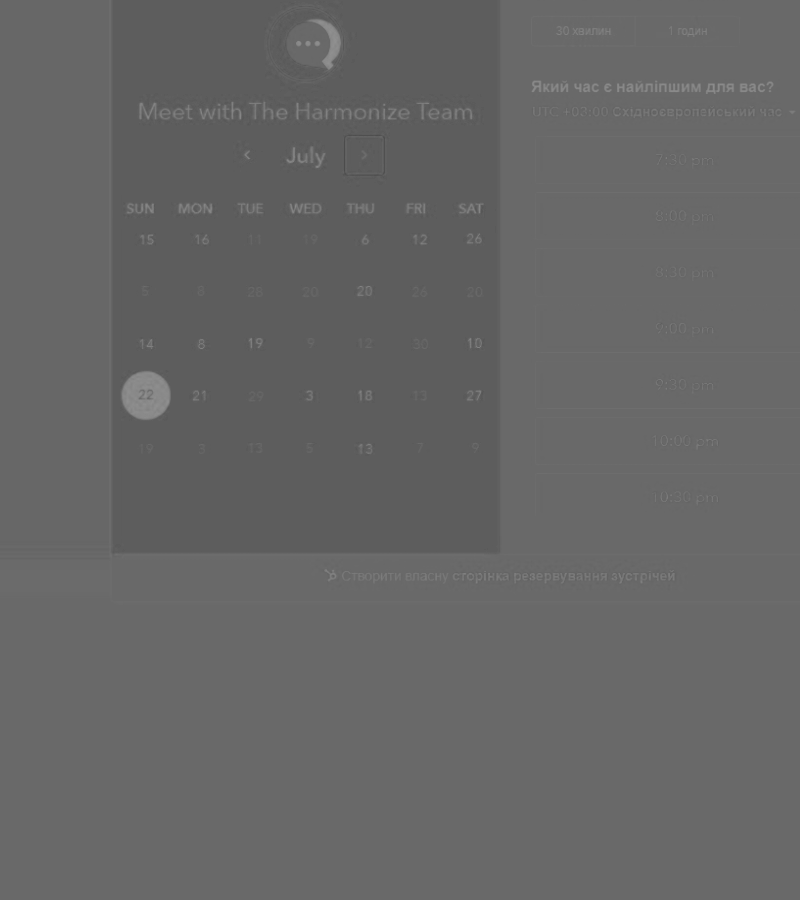 Meet with The Harmonize Team
July
SUN MON TUE WED THU FRI SAT
15 16 11 19 6 12 26
5 8 28 20 20 26 20
14 8 19 9 12 30 10
22 21 29 3 18 13 27
19 3 13 5 13 7 9
30 хвилин 1 годин
Який час є найліпшим для вас?
UTC +03:00 Східноєвропейський час
7:30 pm
8:00 pm
8:30 pm
9:00 pm
9:30 pm
10:00 pm
10:30 pm
Створити власну сторінка резервування зустрічей